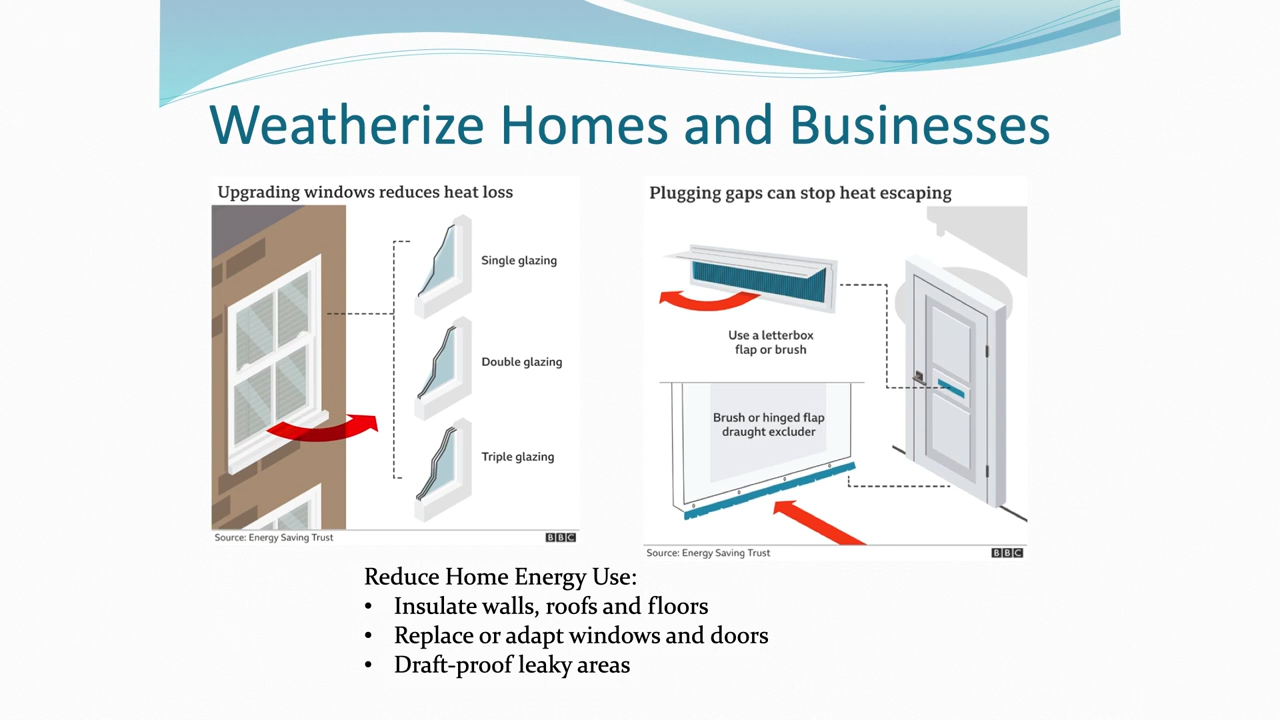 Weatherize Homes and Businesses
Upgrading windows reduces heat loss
Single glazing
Double glazing
Triple glazing
Source: Energy Saving Trust
BBC
Plugging gaps can stop heat escaping
Use a letterbox
flap or brush
Brush or hinged flap
draught excluder
Source: Energy Saving Trust
BBC
Reduce Home Energy Use:
• Insulate walls, roofs and floors
• Replace or adapt windows and doors
• Draft-proof leaky areas